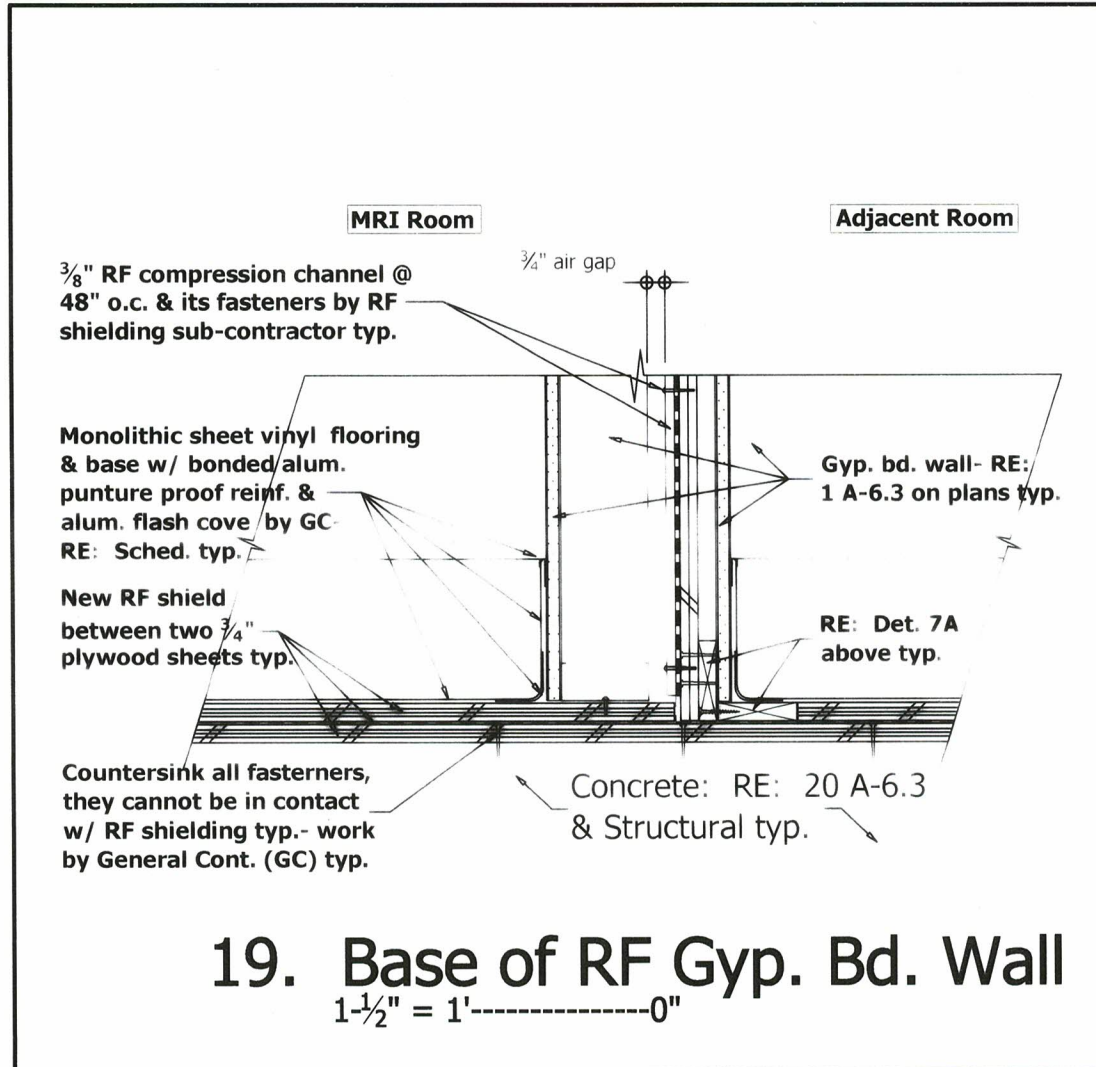 MRI Room
Adjacent Room
3/4" air gap
3/8" RF compression channel @
48" o.c. & its fasteners by RF
shielding sub-contractor typ.
Monolithic sheet vinyl flooring
& base w/ bonded alum.
punture proof reinf. &
alum. flash cove by GC
RE: Sched. typ.
Gyp. bd. wall- RE:
1 A-6.3 on plans typ.
New RF shield
between two 3/4"
plywood sheets typ.
RE: Det. 7A
above typ.
Countersink all fasterners,
they cannot be in contact
w/ RF shielding typ.- work
by General Cont. (GC) typ.
Concrete: RE: 20 A-6.3
& Structural typ.
19. Base of RF Gyp. Bd. Wall
1-1/2" = 1'---------------0"